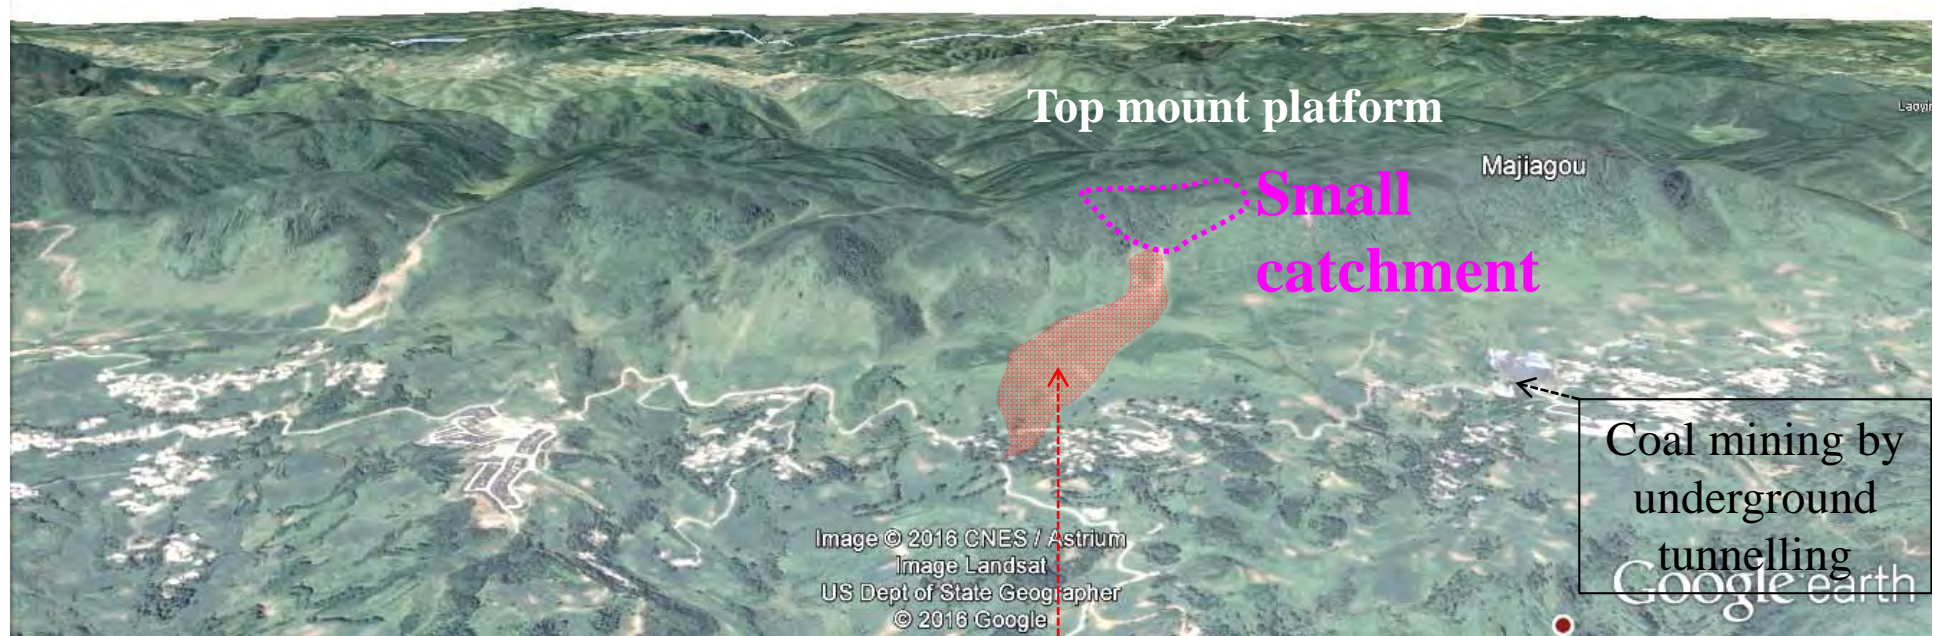 Top mount platform
Laoyin
Majiagou
Small
catchment
Coal mining by
underground
tunnelling
Image © 2016 CNES / Astrium
Image Landsat
US Dept of State Geographer
© 2016 Google
Google earth